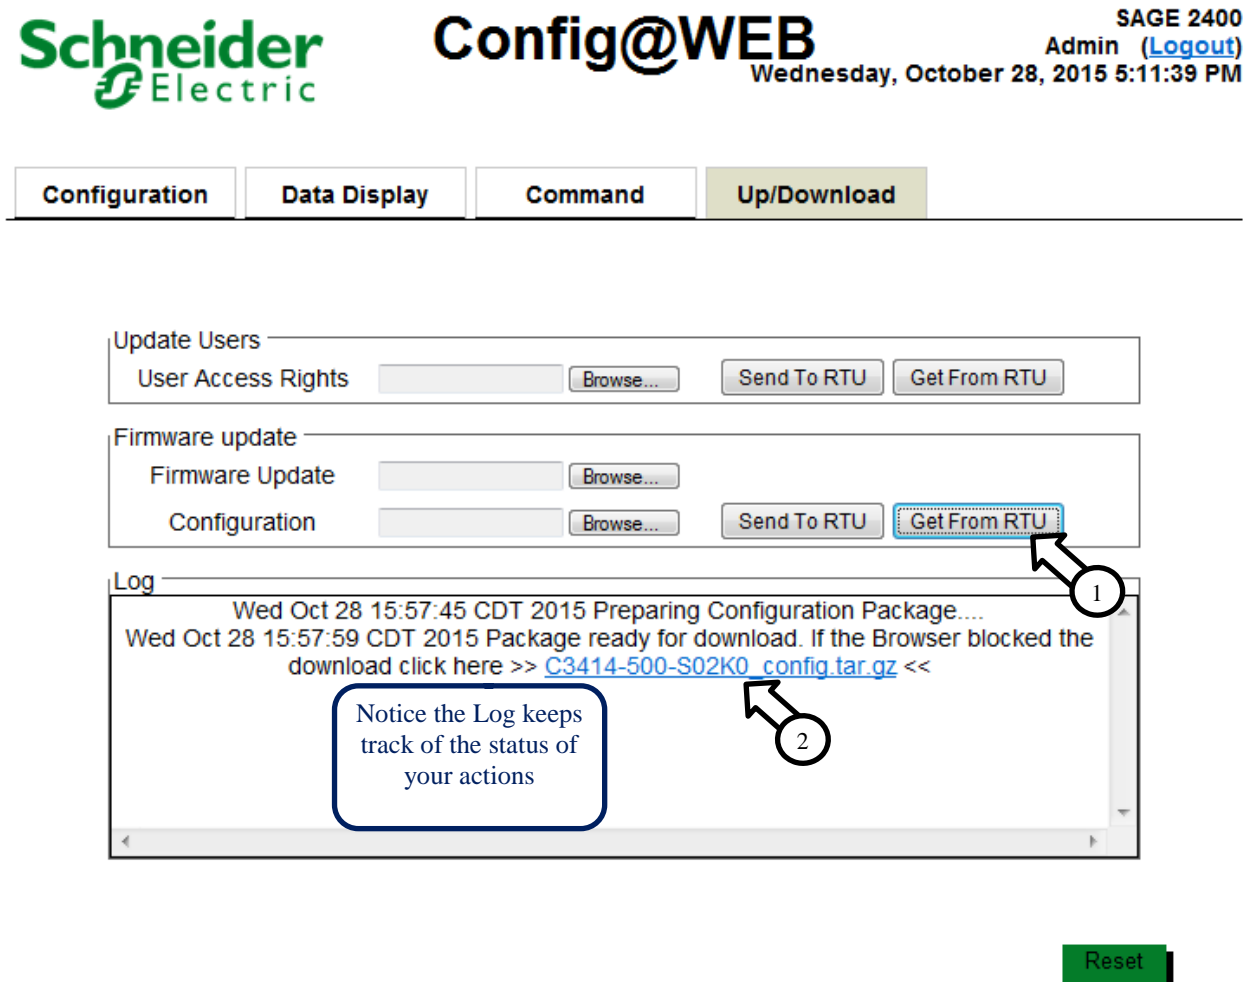 Schneider
Electric
Config@WEB
SAGE 2400
Admin (Logout)
Wednesday, October 28, 2015 5:11:39 PM
Configuration
Data Display
Command
Up/Download
Update Users
User Access Rights
Browse...
Send To RTU
Get From RTU
Firmware update
Firmware Update
Browse...
Configuration
Browse...
Send To RTU
Get From RTU
1
Log
Wed Oct 28 15:57:45 CDT 2015 Preparing Configuration Package....
Wed Oct 28 15:57:59 CDT 2015 Package ready for download. If the Browser blocked the
download click here >> C3414-500-S02K0_config.tar.gz <<
2
Notice the Log keeps
track of the status of
your actions
Reset